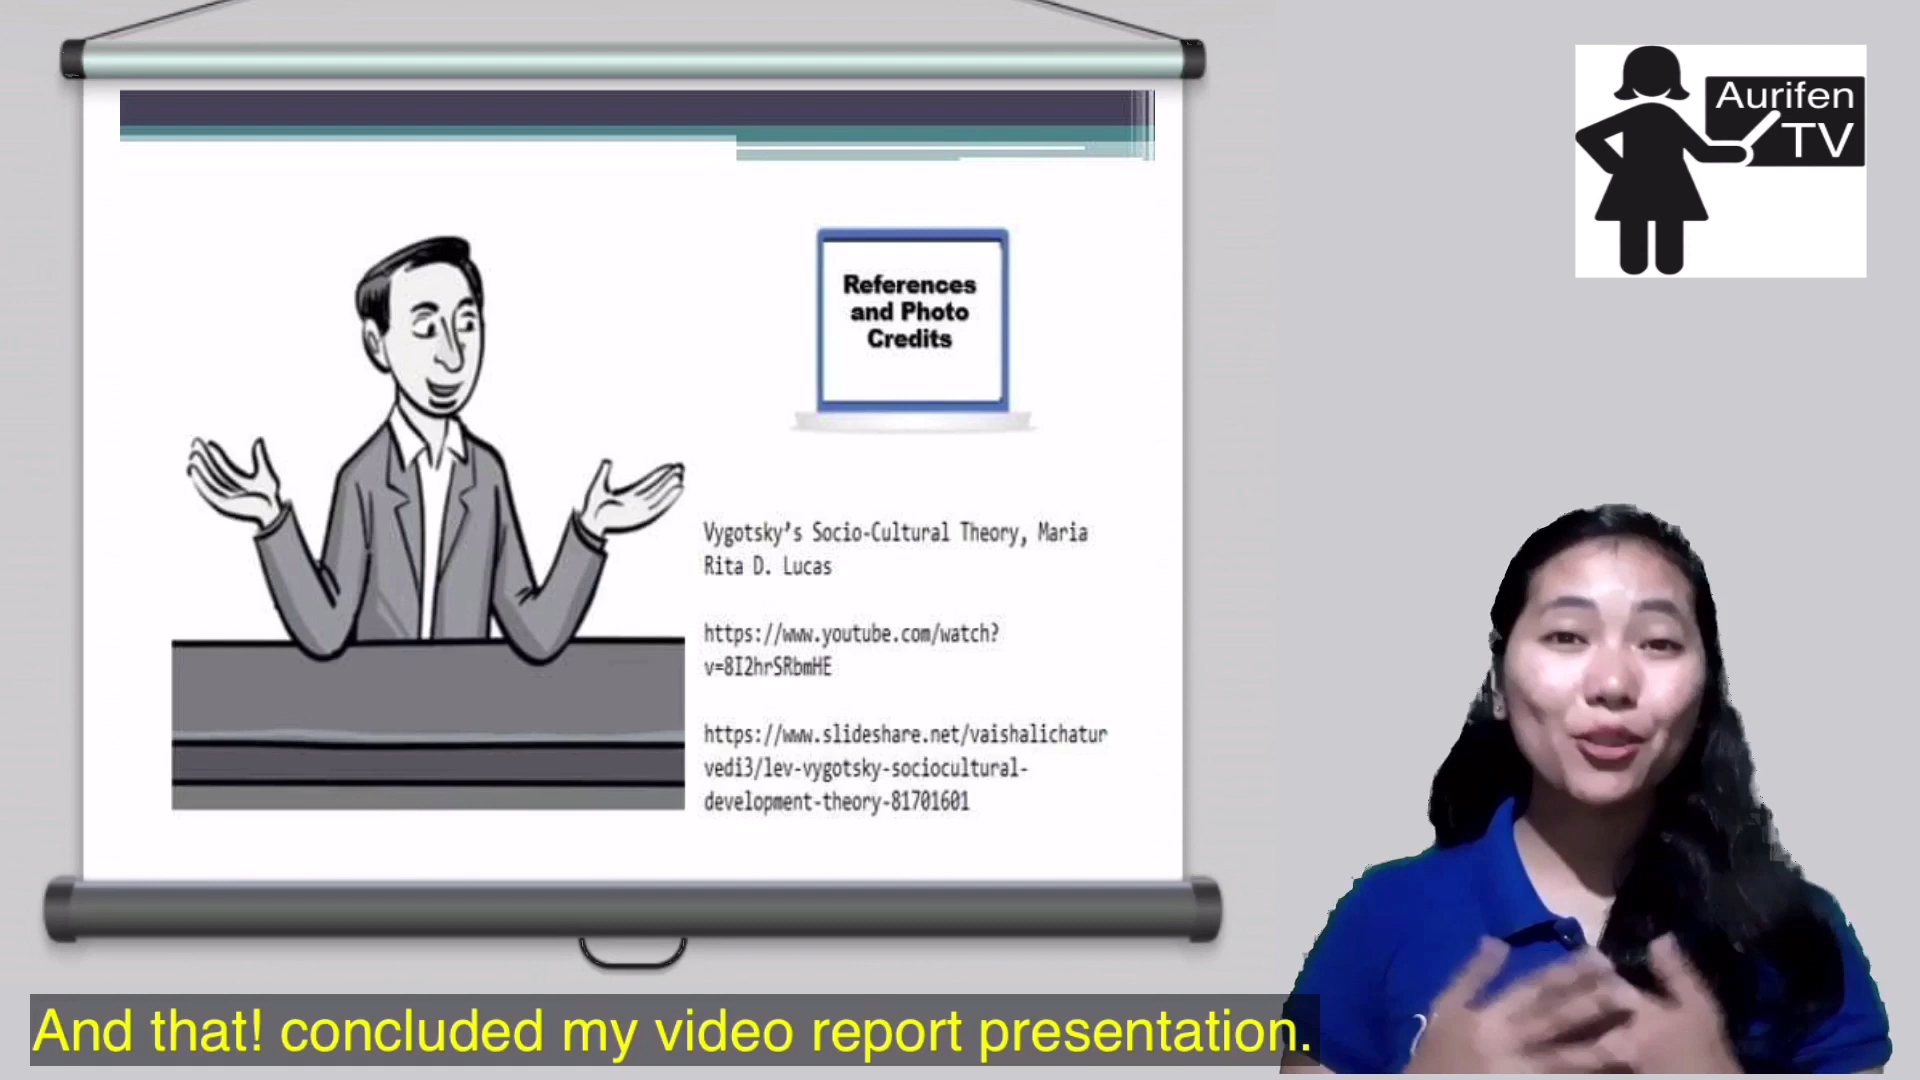 Aurifen
TV
References
and Photo
Credits
Vygotsky's Socio-Cultural Theory, Maria
Rita D. Lucas
https://www.youtube.com/watch?
v=8I2hrSRbmHE
https://www.slideshare.net/vaishalichatur
vedi3/lev-vygotsky-sociocultural-
development-theory-81701601
And that! concluded my video report presentation.